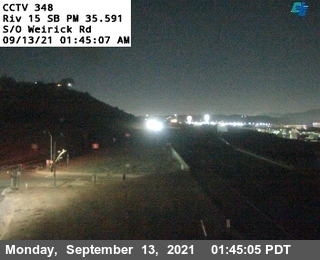 CCTV 348
Riv 15 SB PM 35.591
S/O Weirick Rd
09/13/21 01:45:07 AM
Monday, September 13, 2021 01:45:05 PDT